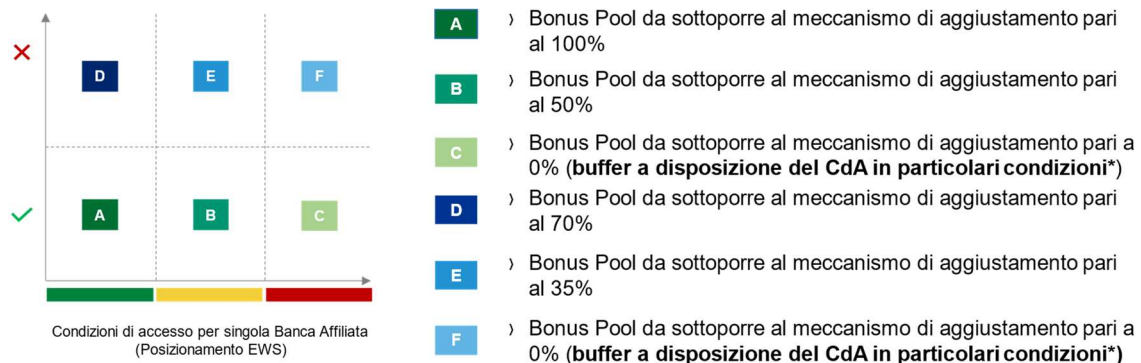 D
E
F
A
B
C
Condizioni di accesso per singola Banca Affiliata
(Posizionamento EWS)
A
› Bonus Pool da sottoporre al meccanismo di aggiustamento pari
al 100%
B
› Bonus Pool da sottoporre al meccanismo di aggiustamento pari
al 50%
C
› Bonus Pool da sottoporre al meccanismo di aggiustamento pari a
0% (buffer a disposizione del CdA in particolari condizioni*)
D
› Bonus Pool da sottoporre al meccanismo di aggiustamento pari
al 70%
E
› Bonus Pool da sottoporre al meccanismo di aggiustamento pari
al 35%
F
› Bonus Pool da sottoporre al meccanismo di aggiustamento pari a
0% (buffer a disposizione del CdA in particolari condizioni*)